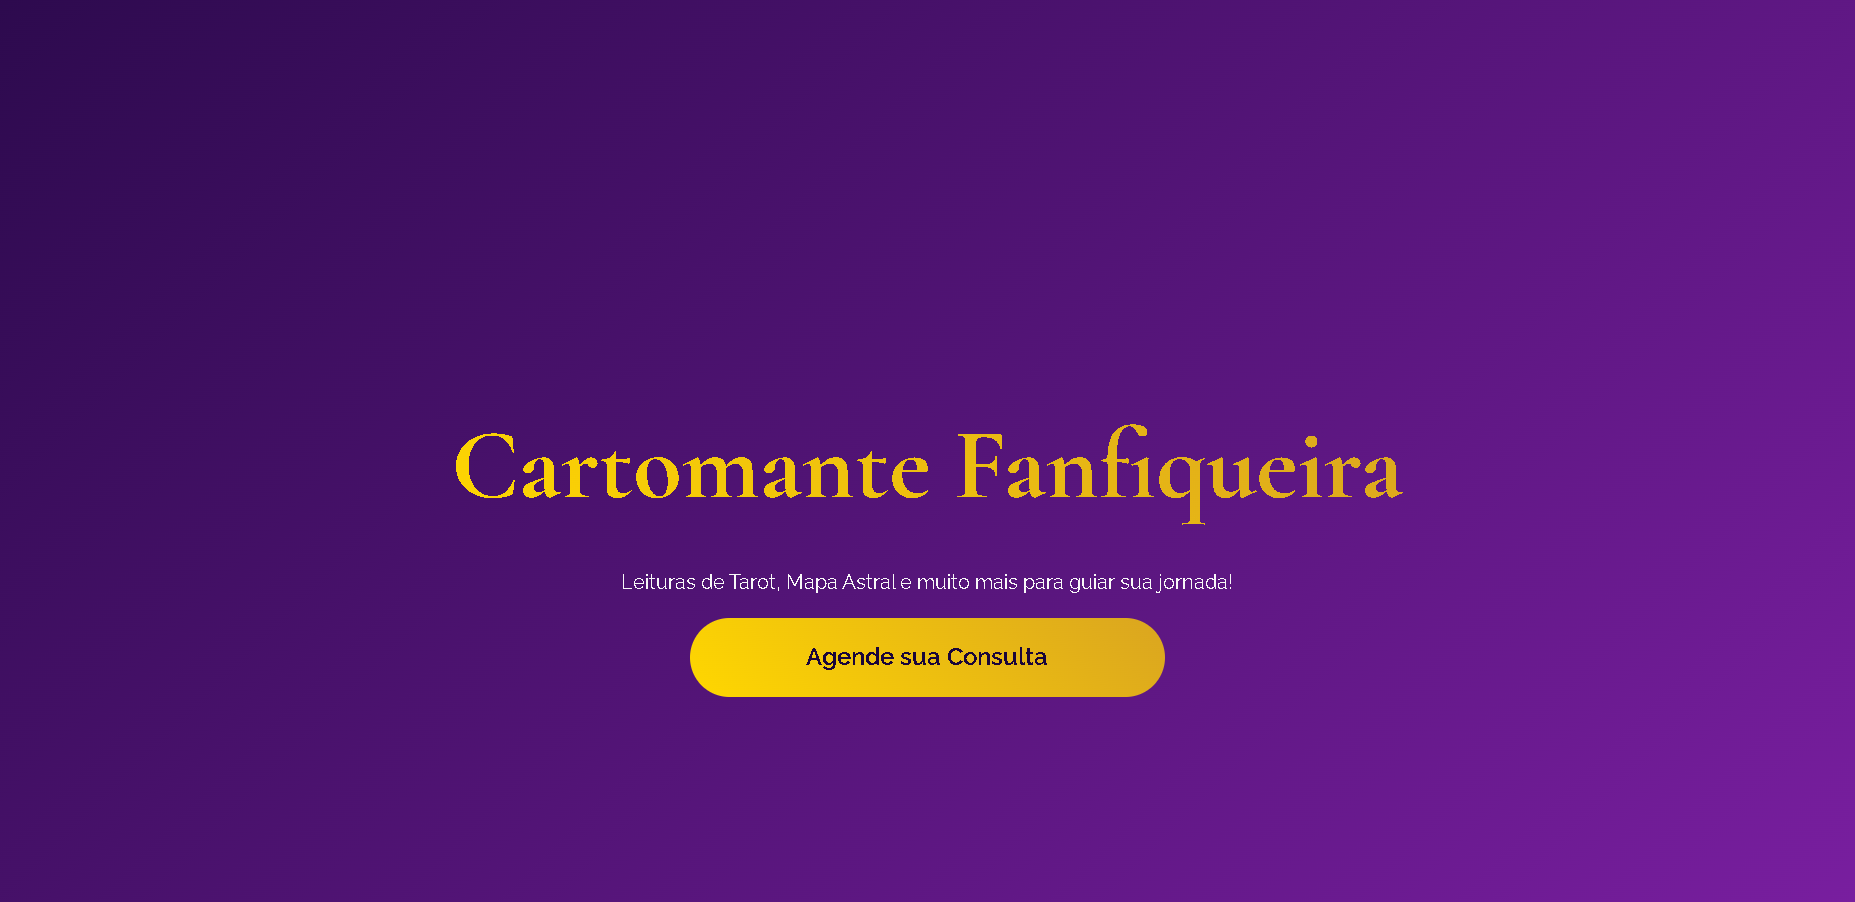 Cartomante Fanfiqueira
Leituras de Tarot, Mapa Astral e muito mais para guiar sua jornada!
Agende sua Consulta